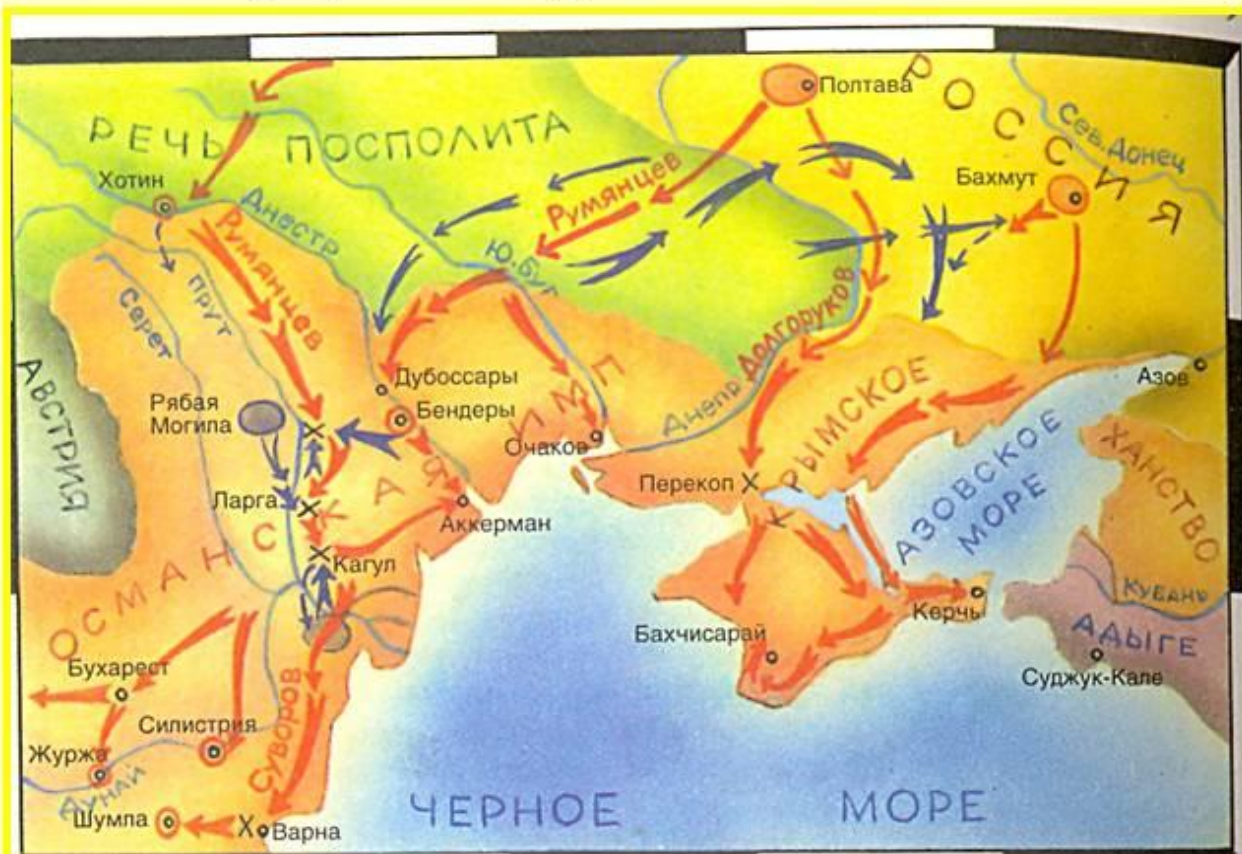 РЕЧЬ ПОСПОЛИТА
РОССИЯ
Полтава
Сев. Донец
Бахмут
Хотин
Днестр
Румянцев
Румянцев
Ю. Буг
Прут
Серет
АВСТРИЯ
Долгоруков
Днепр
Дубоссары
Бендеры
Рябая
Могила
Очаков
Азов
Перекоп
КРЫМСКОЕ
ХАНСТВО
АЗОВСКОЕ
МОРЕ
Ларга
Аккерман
ОСМАНСКАЯ
ИМП
Кагул
Кубань
Керчь
АДЫГЕ
Бахчисарай
Суджук-Кале
Бухарест
Силистрия
Суворов
Журжа
Дунай
Шумла
Варна
ЧЕРНОЕ МОРЕ